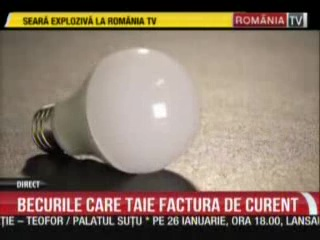 SEARĂ EXPLOZIVĂ LA ROMÂNIA TV
ROMÂNIA TV
DIRECT
BECURILE CARE TAIE FACTURA DE CURENT
ȚIE - TEOFOR / PALATUL SUȚU * PE 26 IANUARIE, ORA 18.00, LANSA